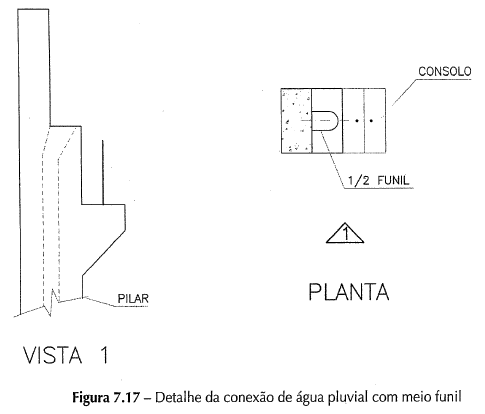 CONSOLO
1/2 FUNIL
1
PILAR
PLANTA
VISTA 1
Figura 7.17 – Detalhe da conexão de água pluvial com meio funil